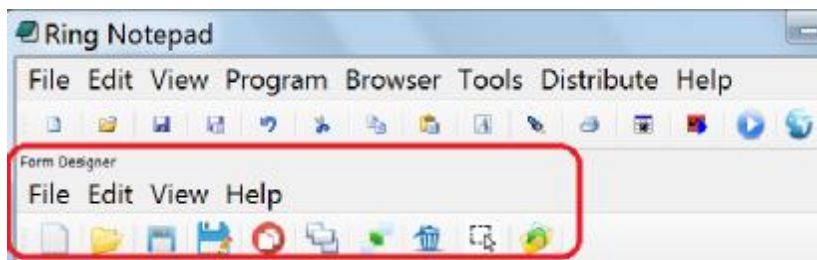 Ring Notepad
File Edit View Program Browser Tools Distribute Help
Form Designer
File Edit View Help